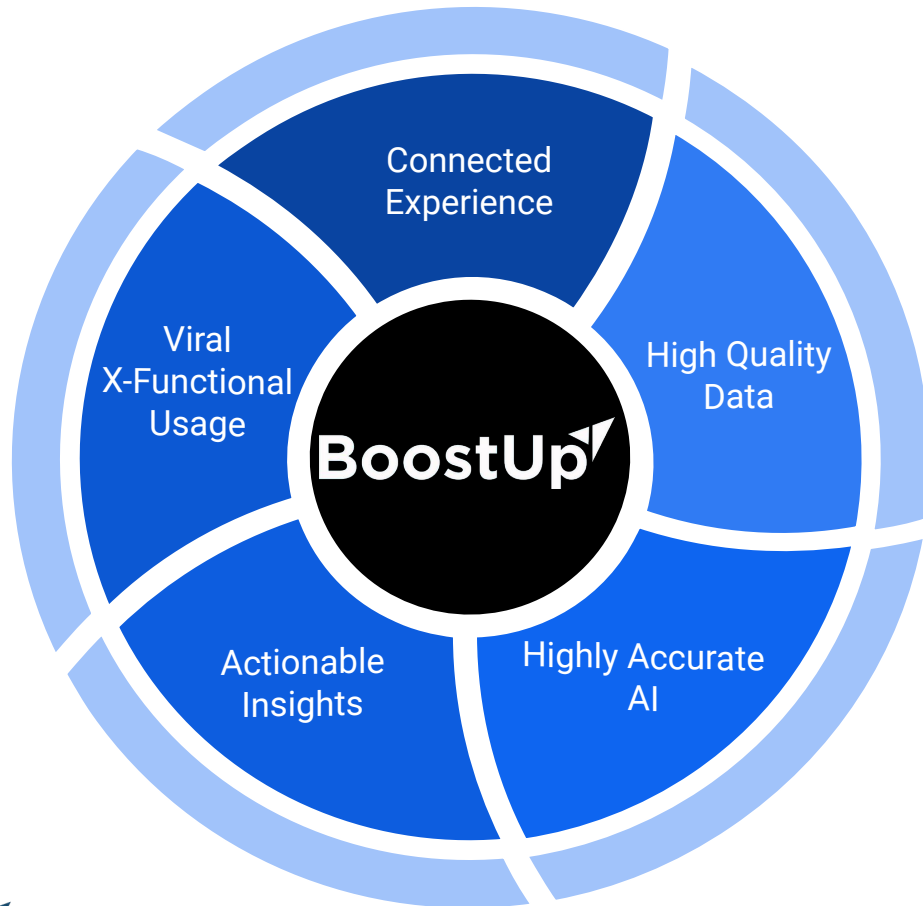 Connected
Experience
High Quality
Data
Highly Accurate
AI
Actionable
Insights
Viral
X-Functional
Usage
BoostUp